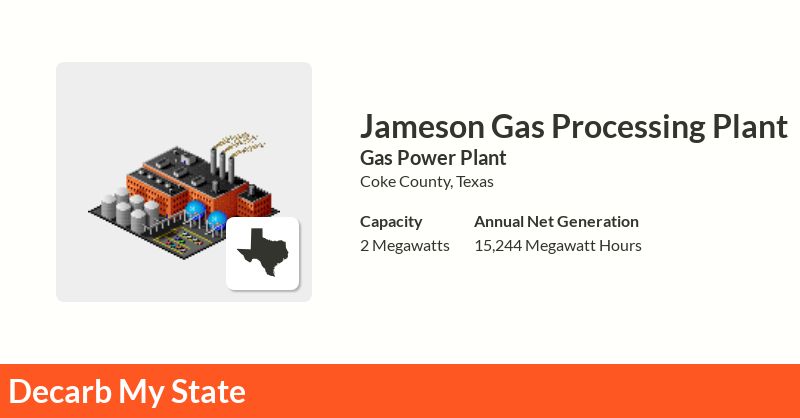 Jameson Gas Processing Plant
Gas Power Plant
Coke County, Texas
Capacity
2 Megawatts
Annual Net Generation
15,244 Megawatt Hours
Decarb My State